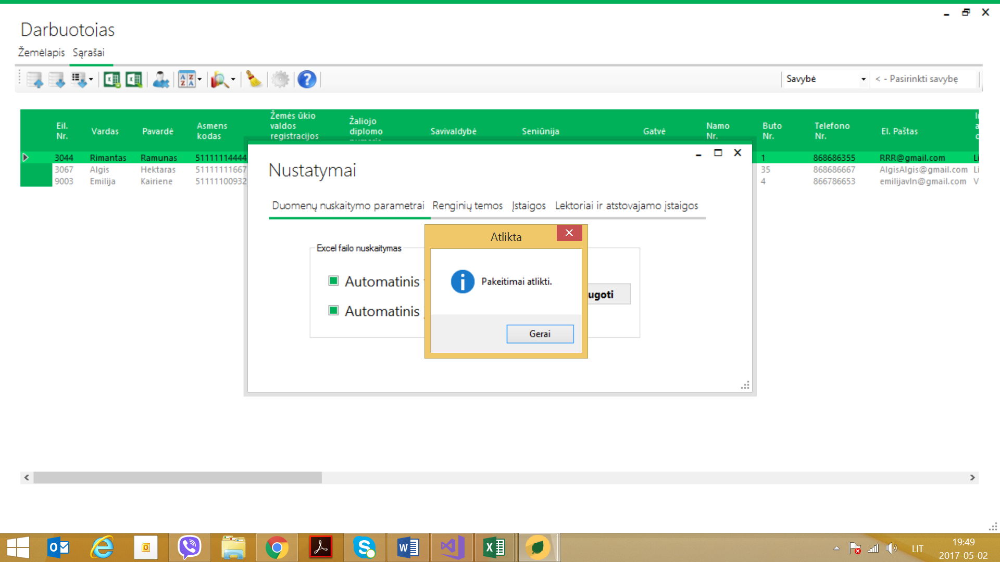 Darbuotojas
Žemėlapis Sąrašai
Savybė
< - Pasirinkti savybę
Eil. Nr.
Vardas
Pavardė
Asmens kodas
Žemės ūkio valdos registracijos
Žaliojo diplomo
Savivaldybė
Seniūnija
Gatvė
Namo Nr.
Buto Nr.
Telefono Nr.
El. Paštas
3044 Rimantas Ramunas 51111114444 1 868686355 RRR@gmail.com Li
3067 Algis Hektaras 51111111667 35 868686667 AlgisAlgis@gmail.com Li
9003 Emilija Kairiene 51111100932 4 866786653 emilijavln@gmail.com V
Nustatymai
Duomenų nuskaitymo parametrai Renginių temos Įstaigos Lektoriai ir atstovajamo įstaigos
Excel failo nuskaitymas
Automatinis
Automatinis
ugoti
Atlikta
Pakeitimai atlikti.
Gerai
LIT
19:49
2017-05-02